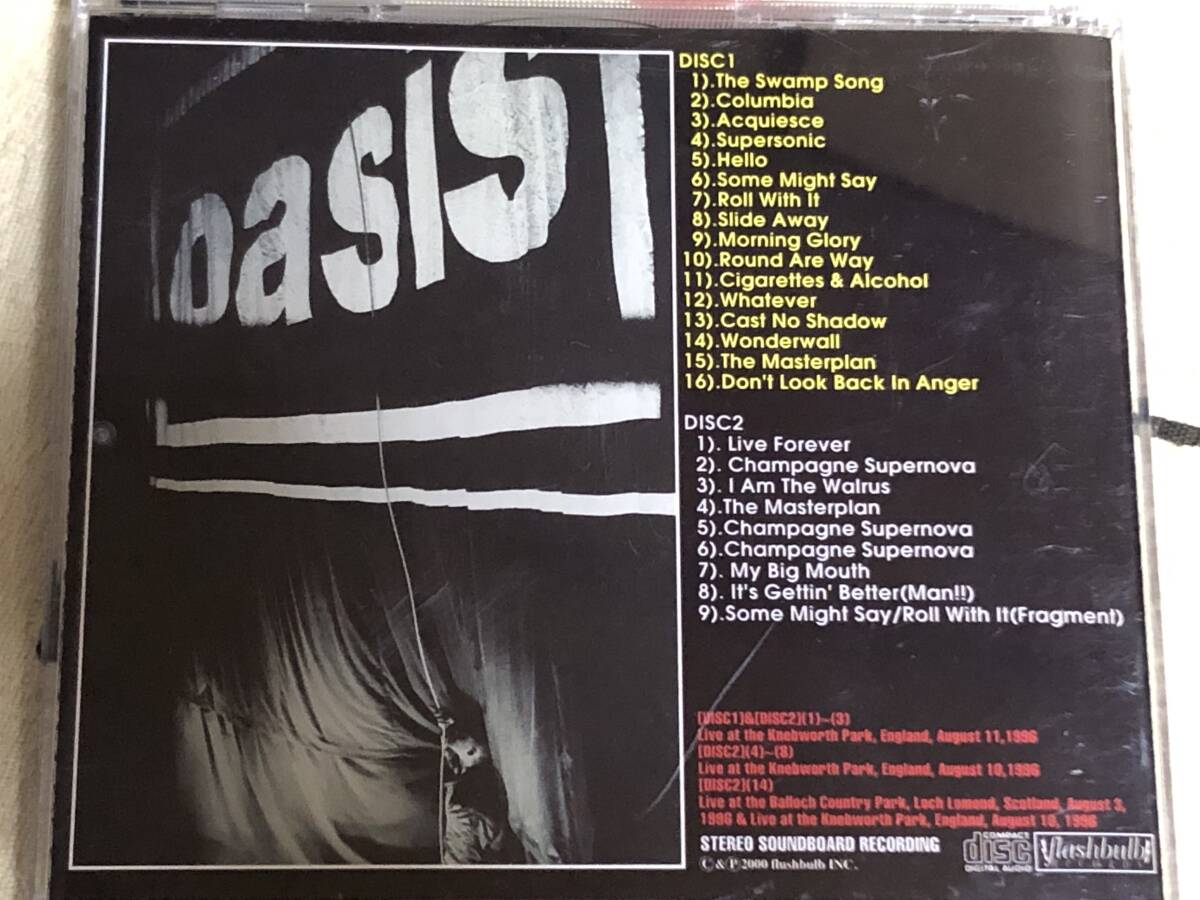 oasis
DISC1
1).The Swamp Song
2).Columbia
3).Acquiesce
4).Supersonic
5).Hello
6).Some Might Say
7).Roll With It
8).Slide Away
9).Morning Glory
10).Round Are Way
11).Cigarettes & Alcohol
12).Whatever
13).Cast No Shadow
14).Wonderwall
15).The Masterplan
16).Don't Look Back In Anger
DISC2
1). Live Forever
2). Champagne Supernova
3). I Am The Walrus
4).The Masterplan
5).Champagne Supernova
6).Champagne Supernova
7). My Big Mouth
8). It's Gettin' Better(Man!!)
9).Some Might Say/Roll With It(Fragment)
[DISC1]&[DISC2](1)~(3)
Live at the Knebworth Park, England, August 11,1996
[DISC2](4)~(8)
Live at the Knebworth Park, England, August 10,1996
[DISC2](14)
Live at the Balloch Country Park, Loch Lomond, Scotland, August 3,
1996 & Live at the Knebworth Park, England, August 10, 1996
STEREO SOUNDBOARD RECORDING
©&℗2000 flashbulb INC.
COMPACT
disc
DIGITAL AUDIO
flashbulb